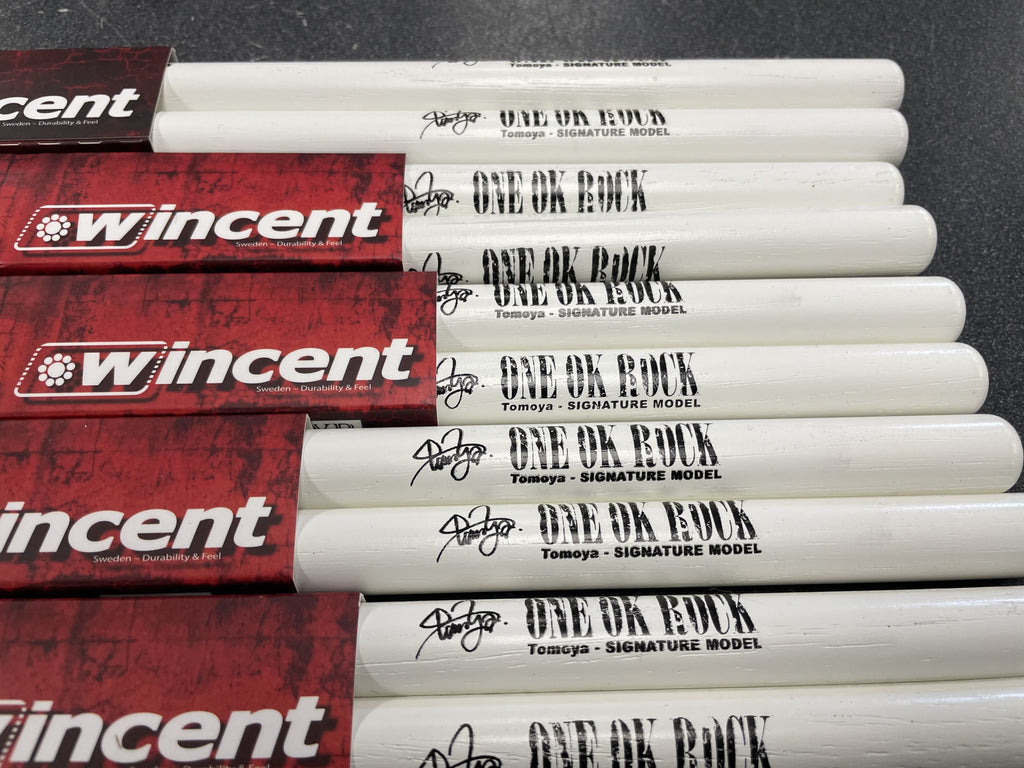 cent
Sweden – Durability & Feel
Tomoya - SIGNATURE MODEL
ONE OK ROCK
Tomoya - SIGNATURE MODEL
wincent
Sweden – Durability & Feel
ONE OK ROCK
ONE OK ROCK
ONE OK ROCK
Tomoya - SIGNATURE MODEL
wincent
Sweden – Durability & Feel
ONE OK ROCK
Tomoya - SIGNATURE MODEL
ONE OK ROCK
Tomoya - SIGNATURE MODEL
incent
Sweden – Durability & Feel
ONE OK ROCK
Tomoya - SIGNATURE MODEL
ONE OK ROCK
Tomoya - SIGNATURE MODEL
wincent
ONE OK ROCK